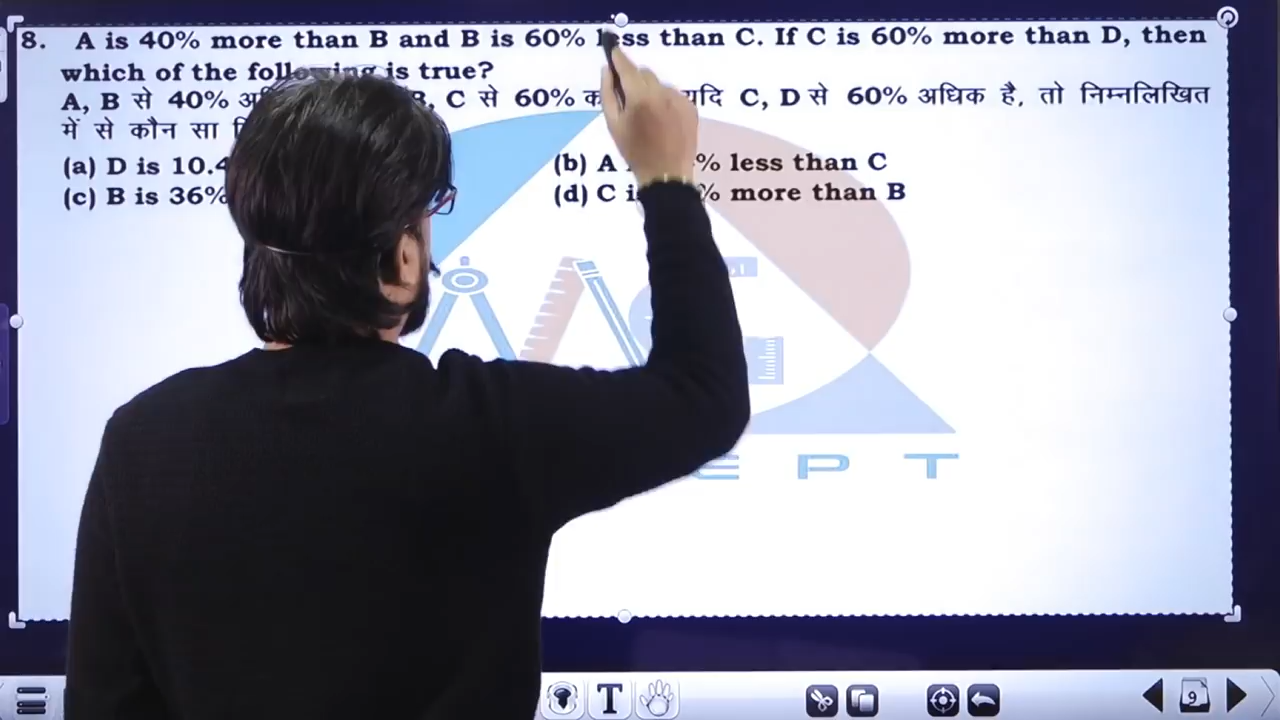 8. A is 40% more than B and B is 60% less than C. If C is 60% more than D, then
which of the following is true?
A, B से 40% B, C से 60% यदि C, D से 60% अधिक है, तो निम्नलिखित
में से कौन सा
(a) D is 10.4 (b) A % less than C
(c) B is 36% (d) C % more than B
E P T
T
9